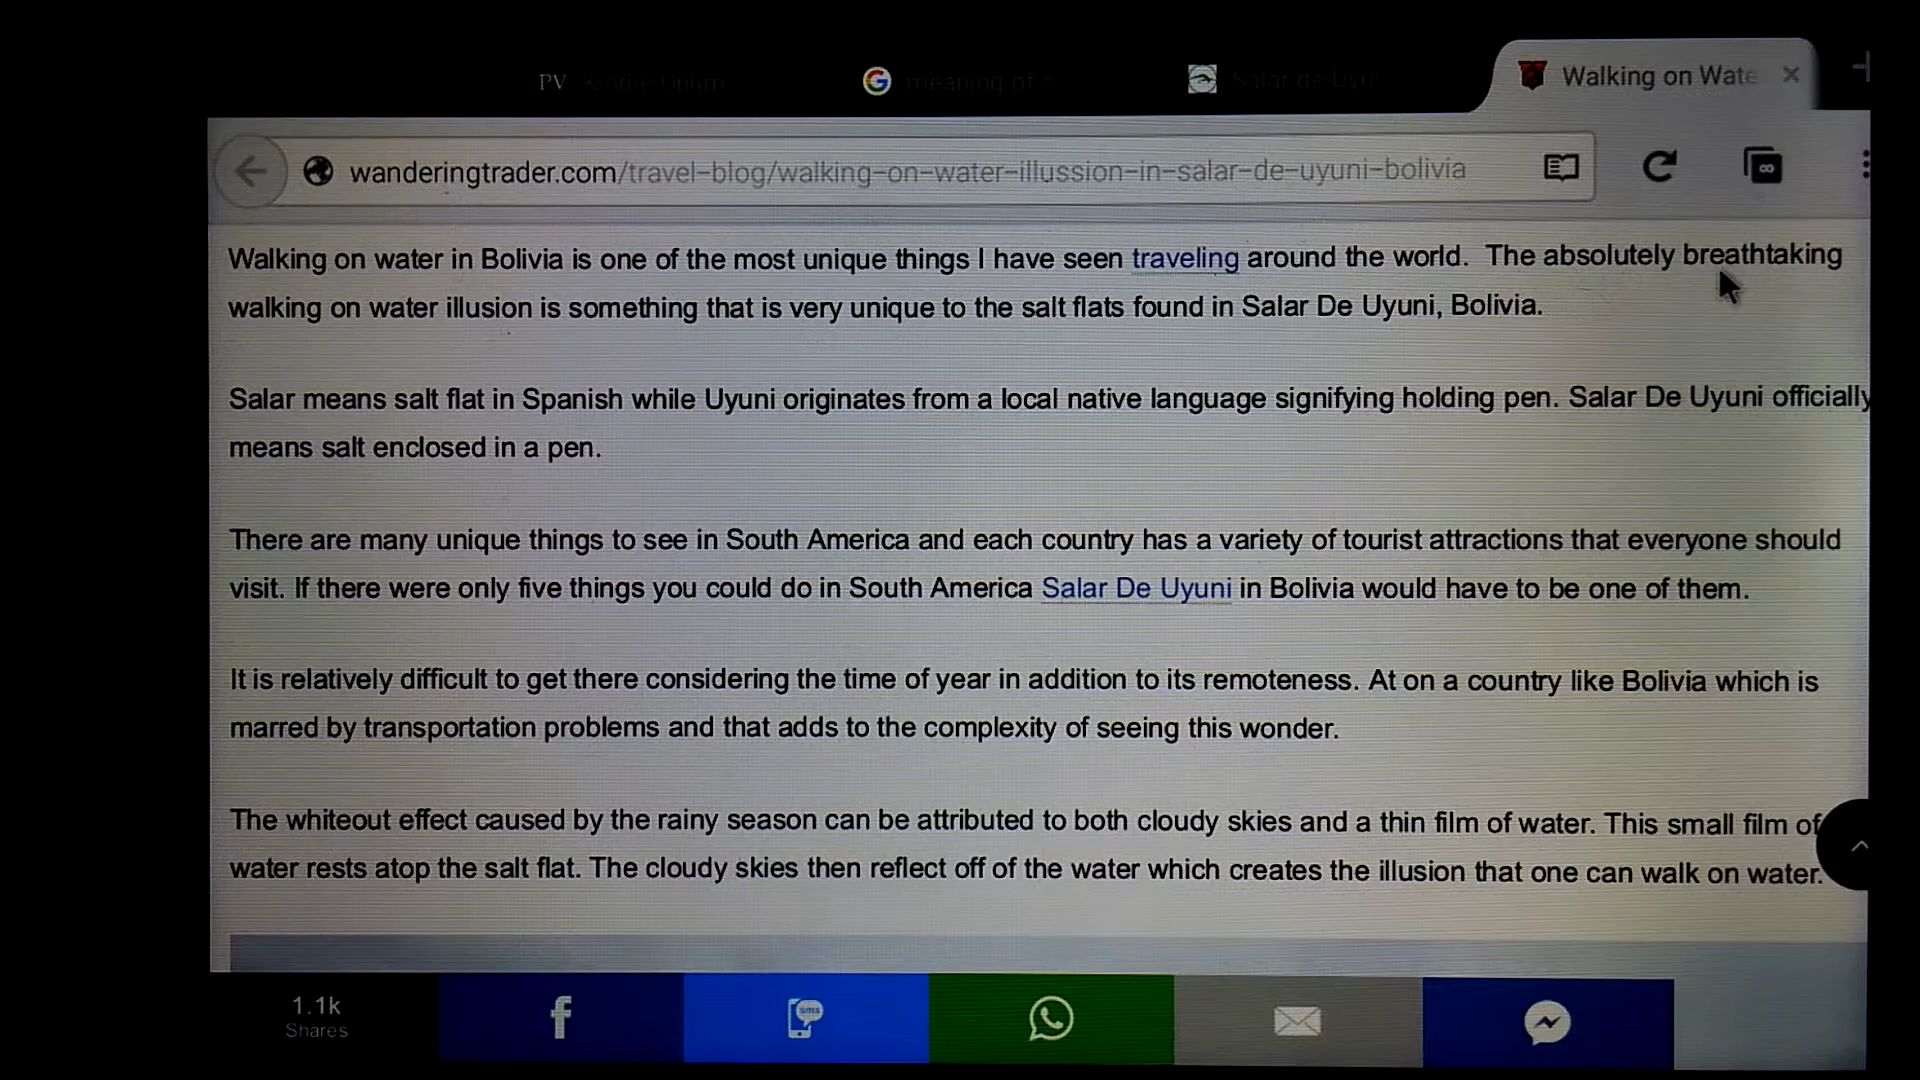 PV Kindle Unlim
meaning of
Salar de Uyu
Walking on Wate
wanderingtrader.com/travel-blog/walking-on-water-illussion-in-salar-de-uyuni-bolivia
Walking on water in Bolivia is one of the most unique things I have seen traveling around the world. The absolutely breathtaking
walking on water illusion is something that is very unique to the salt flats found in Salar De Uyuni, Bolivia.
Salar means salt flat in Spanish while Uyuni originates from a local native language signifying holding pen. Salar De Uyuni officially
means salt enclosed in a pen.
There are many unique things to see in South America and each country has a variety of tourist attractions that everyone should
visit. If there were only five things you could do in South America Salar De Uyuni in Bolivia would have to be one of them.
It is relatively difficult to get there considering the time of year in addition to its remoteness. At on a country like Bolivia which is
marred by transportation problems and that adds to the complexity of seeing this wonder.
The whiteout effect caused by the rainy season can be attributed to both cloudy skies and a thin film of water. This small film of
water rests atop the salt flat. The cloudy skies then reflect off of the water which creates the illusion that one can walk on water.
1.1k
Shares
sms